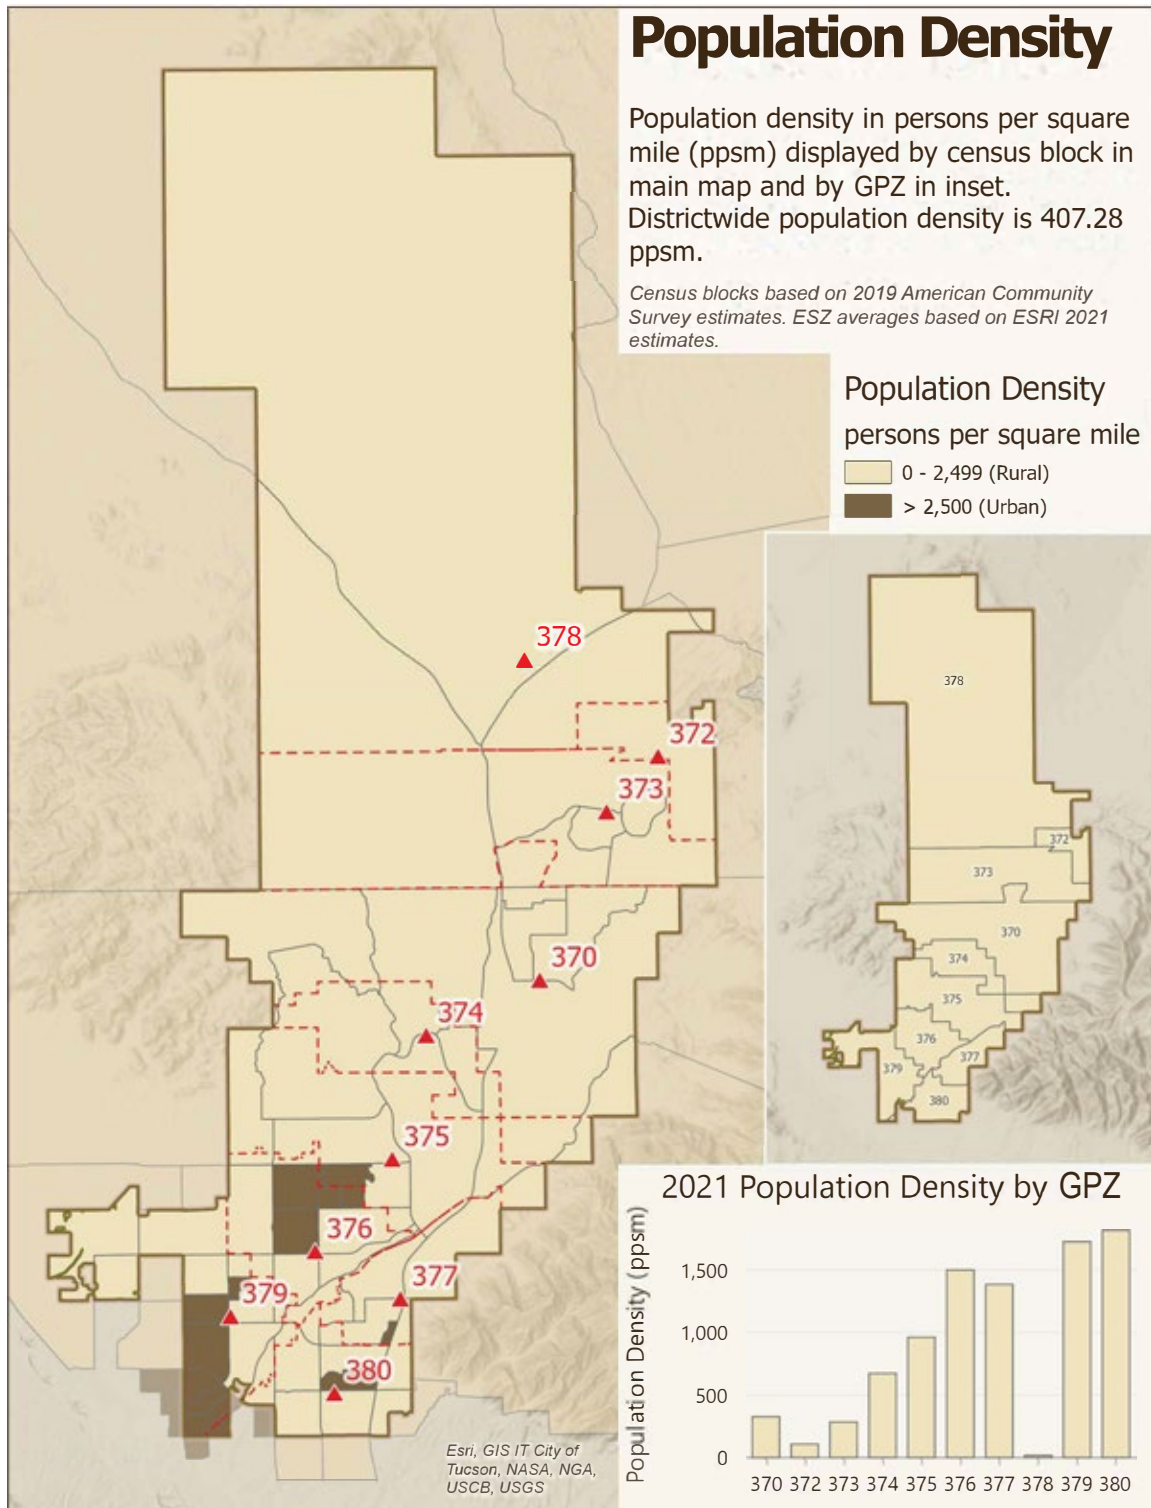 Population Density
Population density in persons per square
mile (ppsm) displayed by census block in
main map and by GPZ in inset.
Districtwide population density is 407.28
ppsm.
Census blocks based on 2019 American Community
Survey estimates. ESZ averages based on ESRI 2021
estimates.
Population Density
persons per square mile
0 - 2,499 (Rural)
> 2,500 (Urban)
378
372
373
370
374
375
376
377
379
380
378
372
373
370
374
375
376
377
379
380
Esri, GIS IT City of
Tucson, NASA, NGA,
USCB, USGS
2021 Population Density by GPZ
Population Density (ppsm)
1,500
1,000
500
0
370 372 373 374 375 376 377 378 379 380